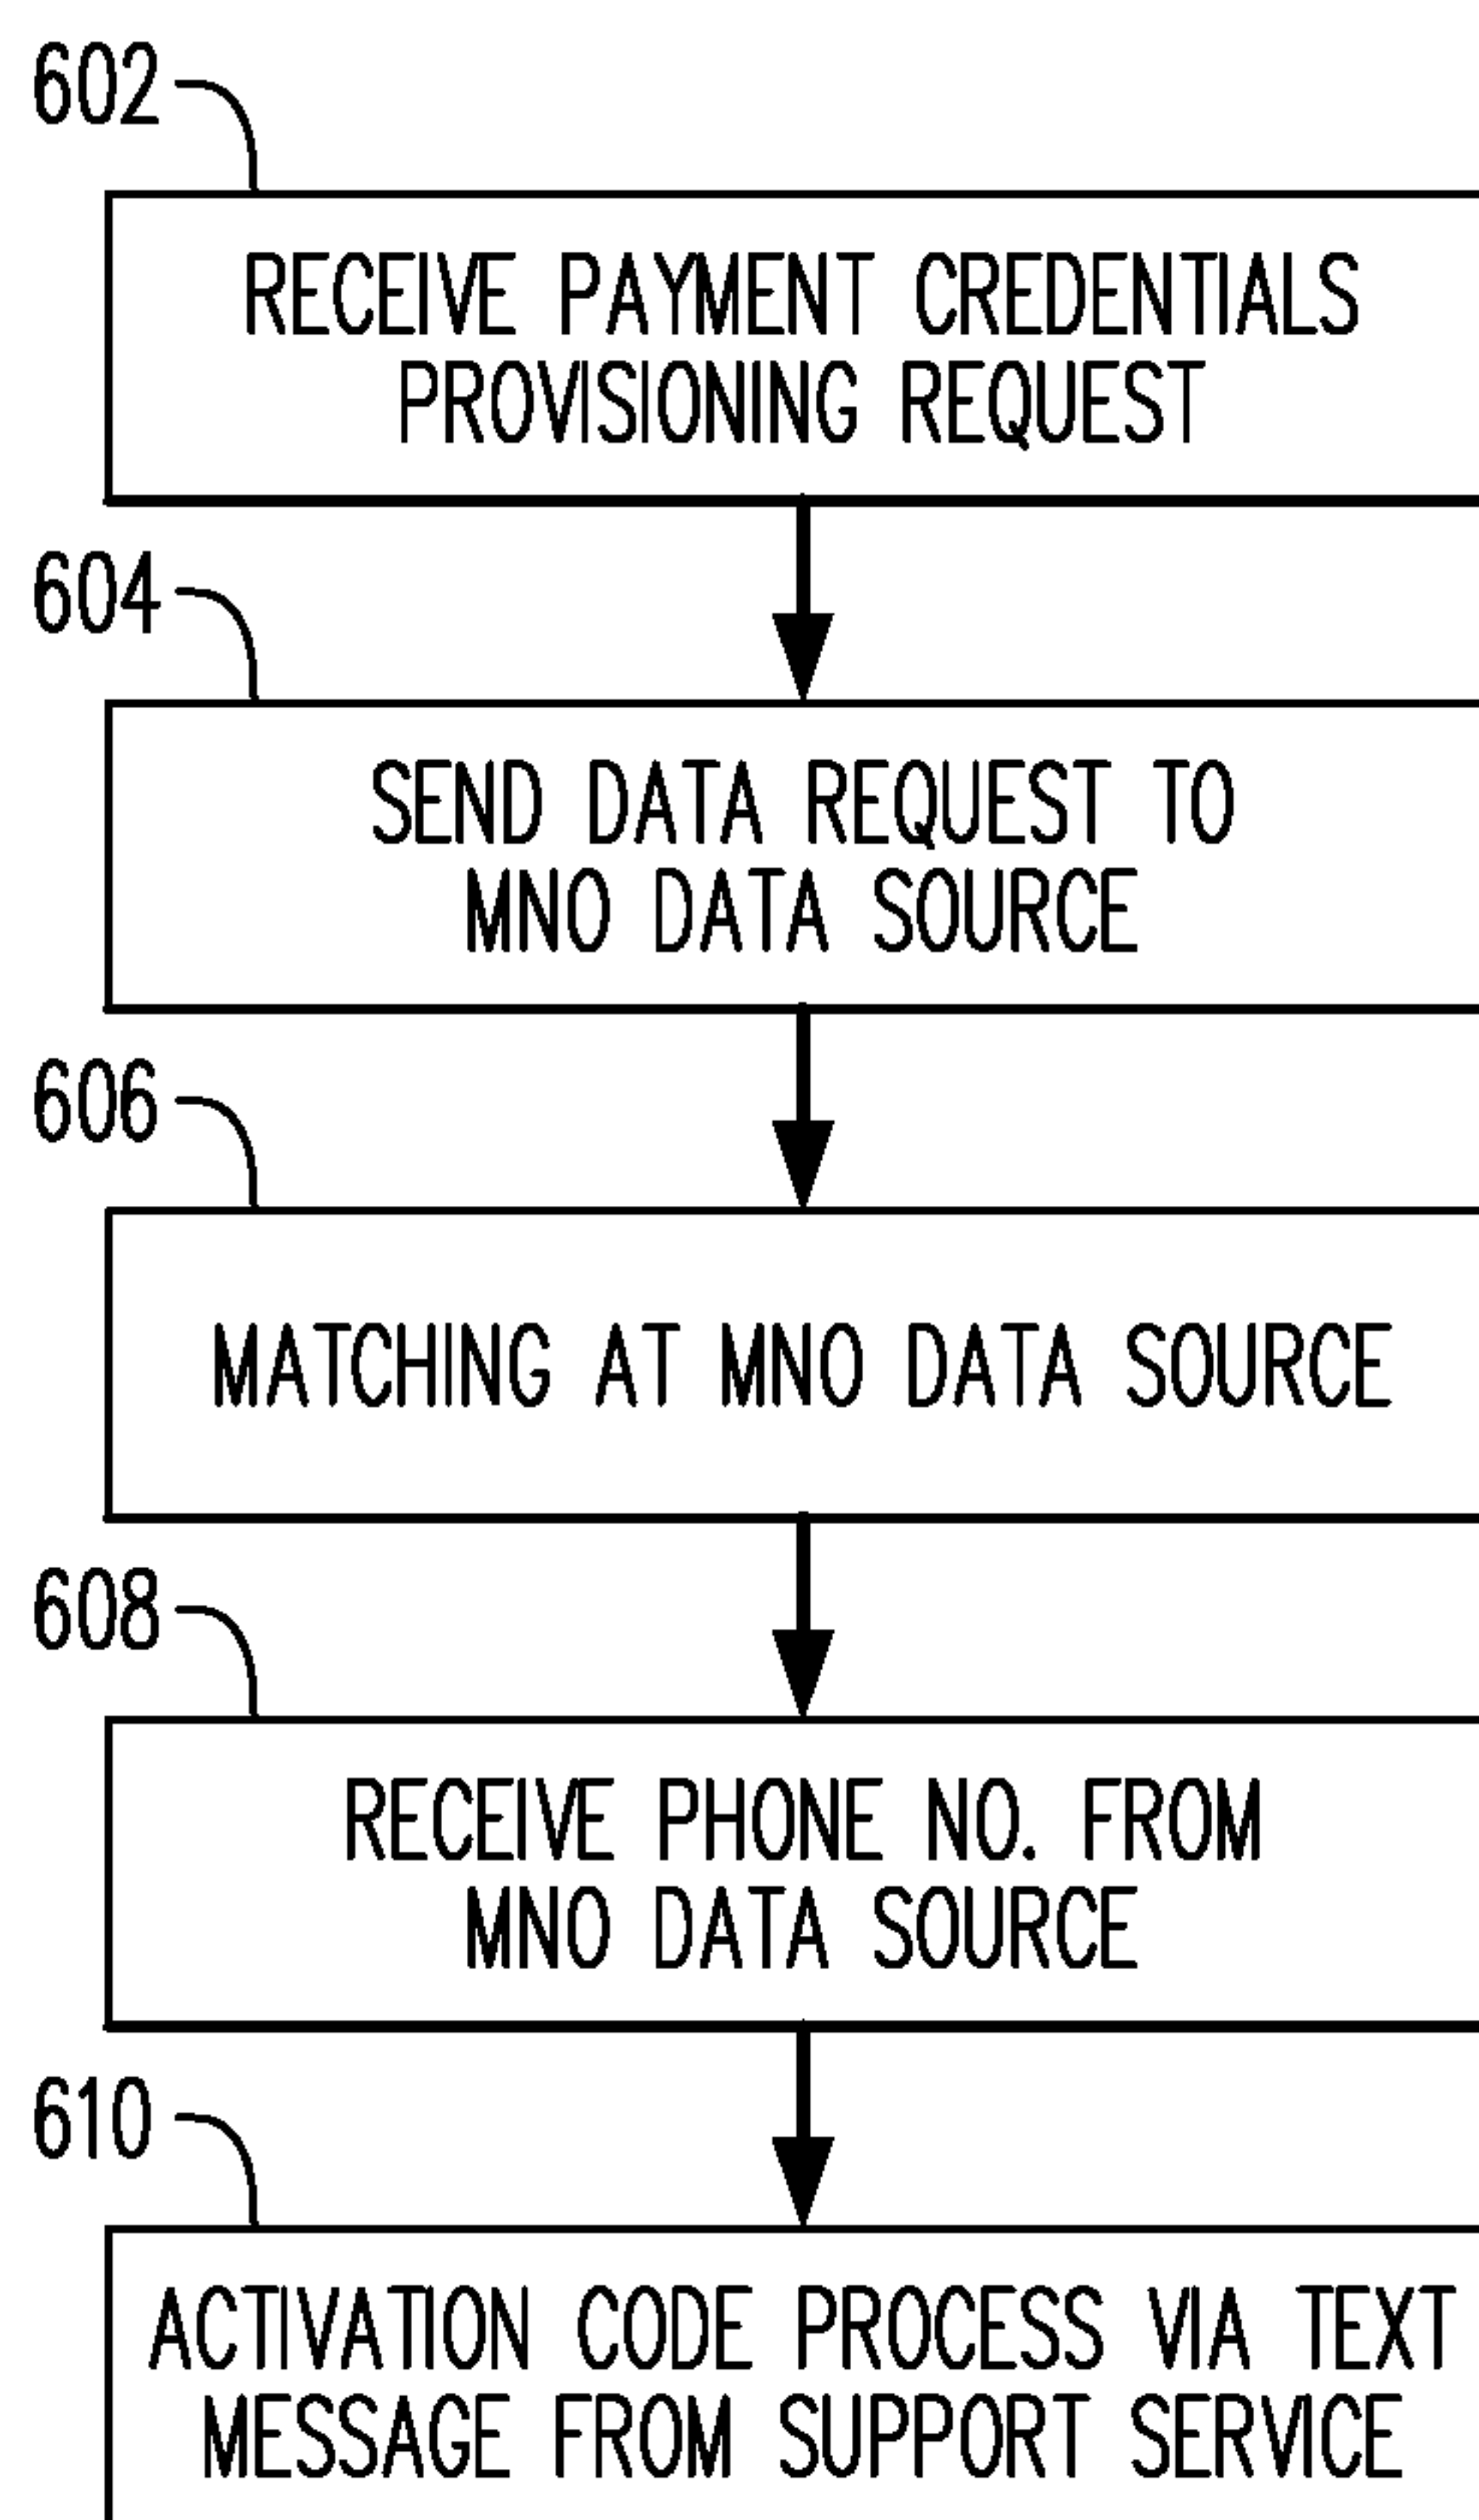 602
RECEIVE PAYMENT CREDENTIALS
PROVISIONING REQUEST
604
SEND DATA REQUEST TO
MNO DATA SOURCE
606
MATCHING AT MNO DATA SOURCE
608
RECEIVE PHONE NO. FROM
MNO DATA SOURCE
610
ACTIVATION CODE PROCESS VIA TEXT
MESSAGE FROM SUPPORT SERVICE